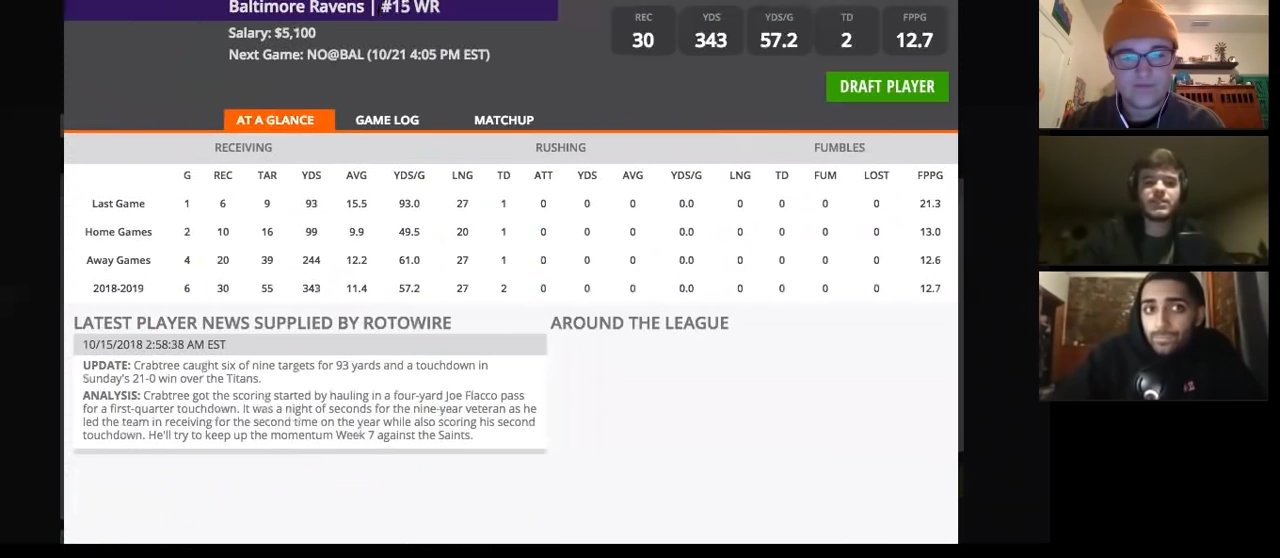 Baltimore Ravens | #15 WR
Salary: $5,100
Next Game: NO@BAL (10/21 4:05 PM EST)
REC YDS YDS/G TD FPPG
30 343 57.2 2 12.7
DRAFT PLAYER
AT A GLANCE GAME LOG MATCHUP
RECEIVING RUSHING FUMBLES
G REC TAR YDS AVG YDS/G LNG TD ATT YDS AVG YDS/G LNG TD FUM LOST FPPG
Last Game 1 6 9 93 15.5 93.0 27 1 0 0 0 0.0 0 0 0 0 21.3
Home Games 2 10 16 99 9.9 49.5 20 1 0 0 0 0.0 0 0 0 0 13.0
Away Games 4 20 39 244 12.2 61.0 27 1 0 0 0 0.0 0 0 0 0 12.6
2018-2019 6 30 55 343 11.4 57.2 27 2 0 0 0 0.0 0 0 0 0 12.7
LATEST PLAYER NEWS SUPPLIED BY ROTOWIRE
AROUND THE LEAGUE
10/15/2018 2:58:38 AM EST
UPDATE: Crabtree caught six of nine targets for 93 yards and a touchdown in
Sunday's 21-0 win over the Titans.
ANALYSIS: Crabtree got the scoring started by hauling in a four-yard Joe Flacco pass
for a first-quarter touchdown. It was a night of seconds for the nine-year veteran as he
led the team in receiving for the second time on the year while also scoring his second
touchdown. He'll try to keep up the momentum Week 7 against the Saints.